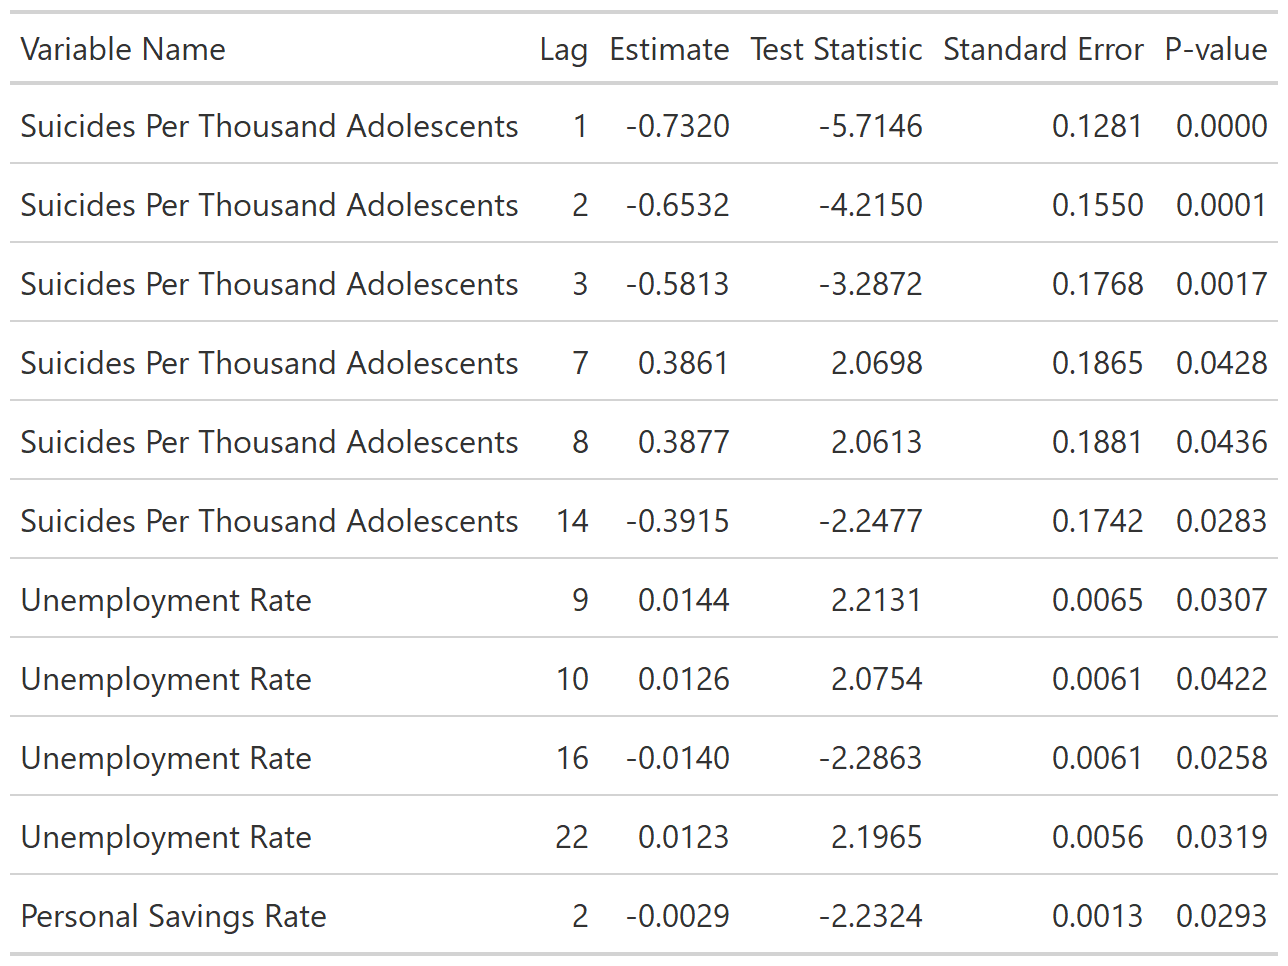 Variable Name Lag Estimate Test Statistic Standard Error P-value
Suicides Per Thousand Adolescents 1 -0.7320 -5.7146 0.1281 0.0000
Suicides Per Thousand Adolescents 2 -0.6532 -4.2150 0.1550 0.0001
Suicides Per Thousand Adolescents 3 -0.5813 -3.2872 0.1768 0.0017
Suicides Per Thousand Adolescents 7 0.3861 2.0698 0.1865 0.0428
Suicides Per Thousand Adolescents 8 0.3877 2.0613 0.1881 0.0436
Suicides Per Thousand Adolescents 14 -0.3915 -2.2477 0.1742 0.0283
Unemployment Rate 9 0.0144 2.2131 0.0065 0.0307
Unemployment Rate 10 0.0126 2.0754 0.0061 0.0422
Unemployment Rate 16 -0.0140 -2.2863 0.0061 0.0258
Unemployment Rate 22 0.0123 2.1965 0.0056 0.0319
Personal Savings Rate 2 -0.0029 -2.2324 0.0013 0.0293